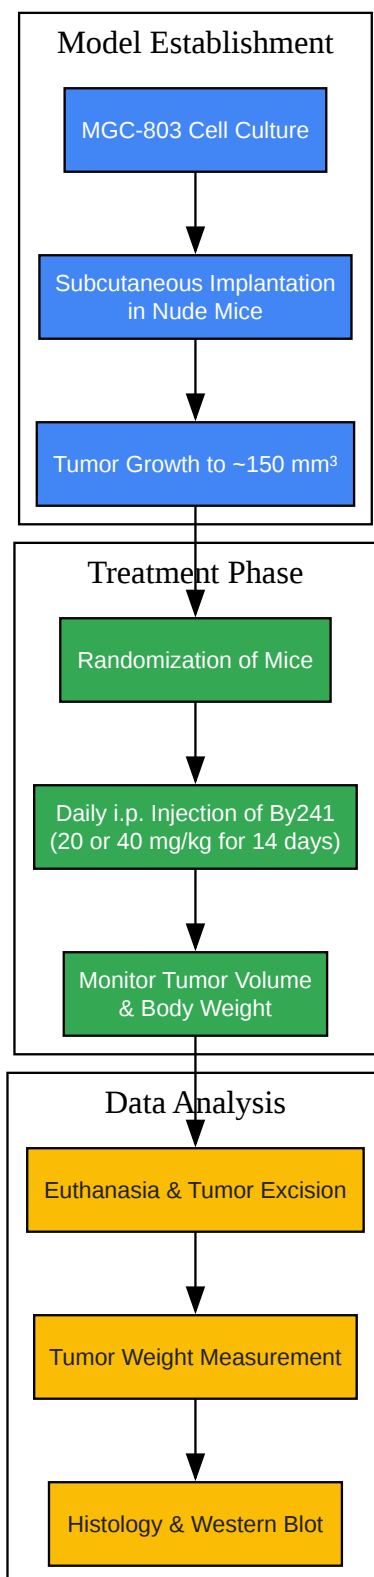 Model Establishment
MGC-803 Cell Culture
Subcutaneous Implantation
in Nude Mice
Tumor Growth to ~150 mm³
Treatment Phase
Randomization of Mice
Daily i.p. Injection of By241
(20 or 40 mg/kg for 14 days)
Monitor Tumor Volume
& Body Weight
Data Analysis
Euthanasia & Tumor Excision
Tumor Weight Measurement
Histology & Western Blot